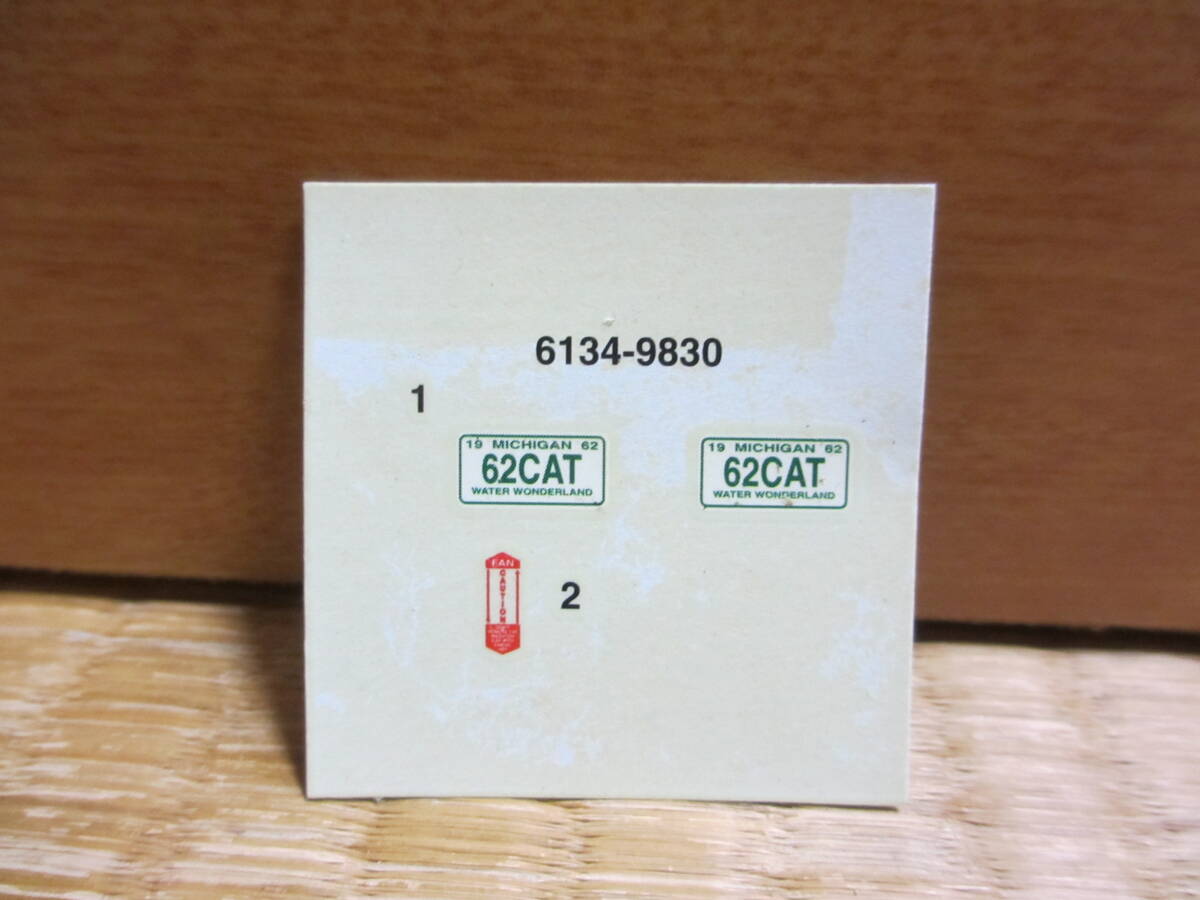 6134-9830
1
19 MICHIGAN 62
62CAT
WATER WONDERLAND
19 MICHIGAN 62
62CAT
WATER WONDERLAND
FAN
CAUTION
2